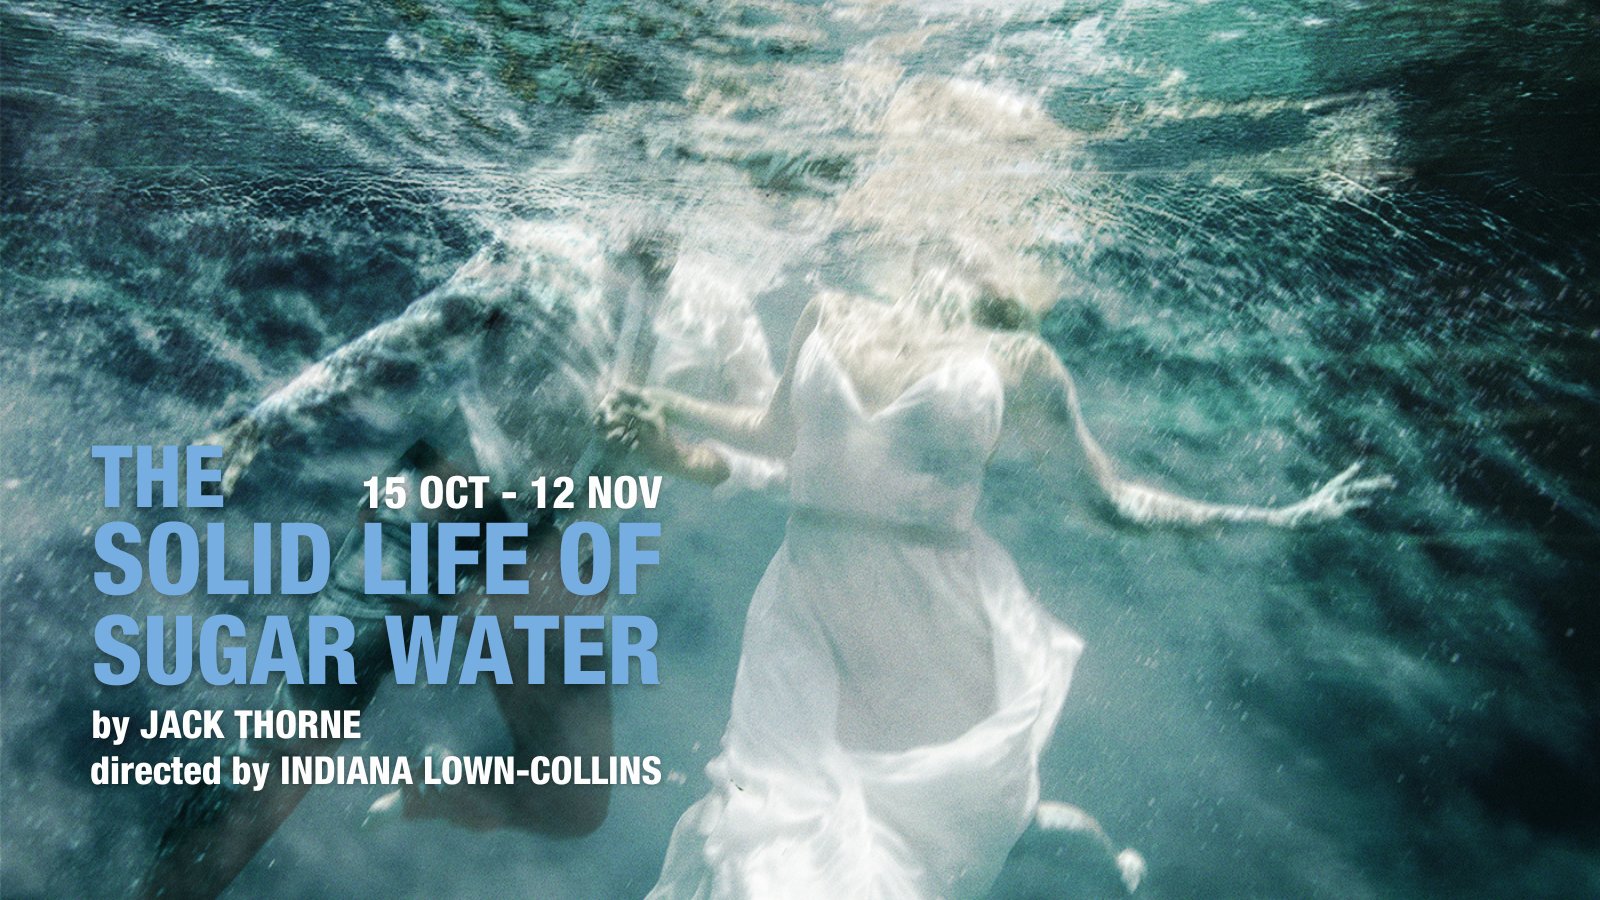 THE
15 OCT - 12 NOV
SOLID LIFE OF
SUGAR WATER
by JACK THORNE
directed by INDIANA LOWN-COLLINS